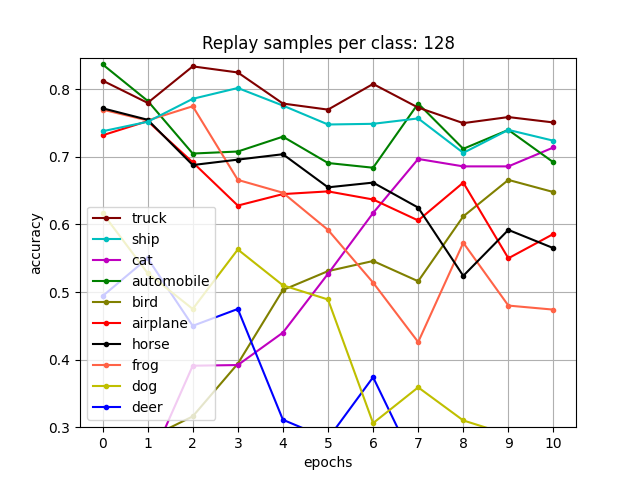 Replay samples per class: 128
accuracy
0.8
0.7
0.6
0.5
0.4
0.3
truck
ship
cat
automobile
bird
airplane
horse
frog
dog
deer
0 1 2 3 4 5 6 7 8 9 10
epochs